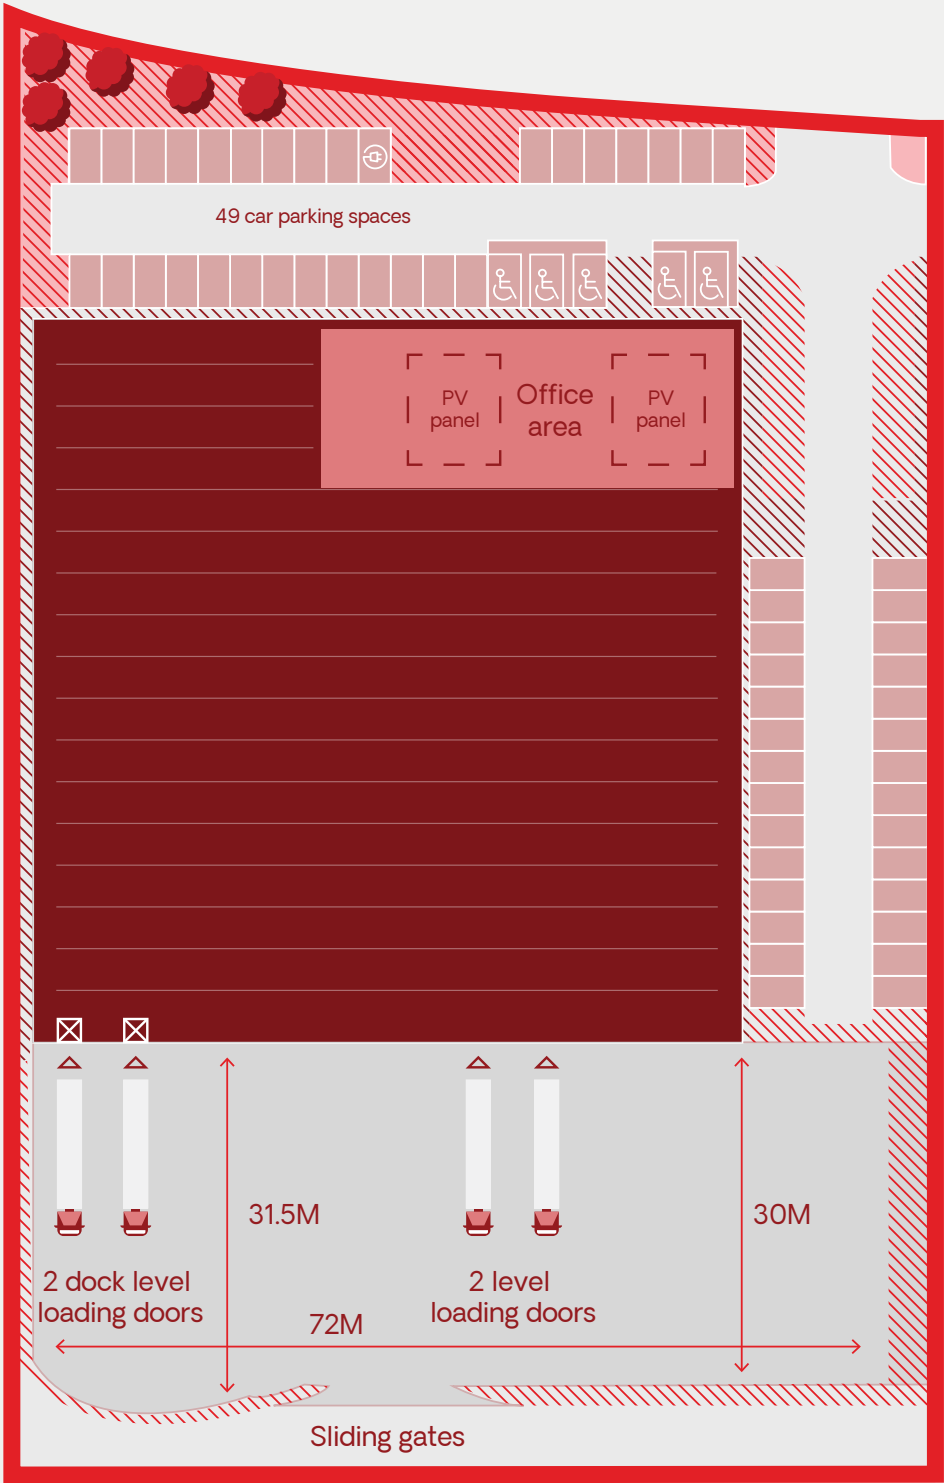 49 car parking spaces
PV
panel
Office
area
PV
panel
31.5M
30M
2 dock level
loading doors
2 level
loading doors
72M
Sliding gates